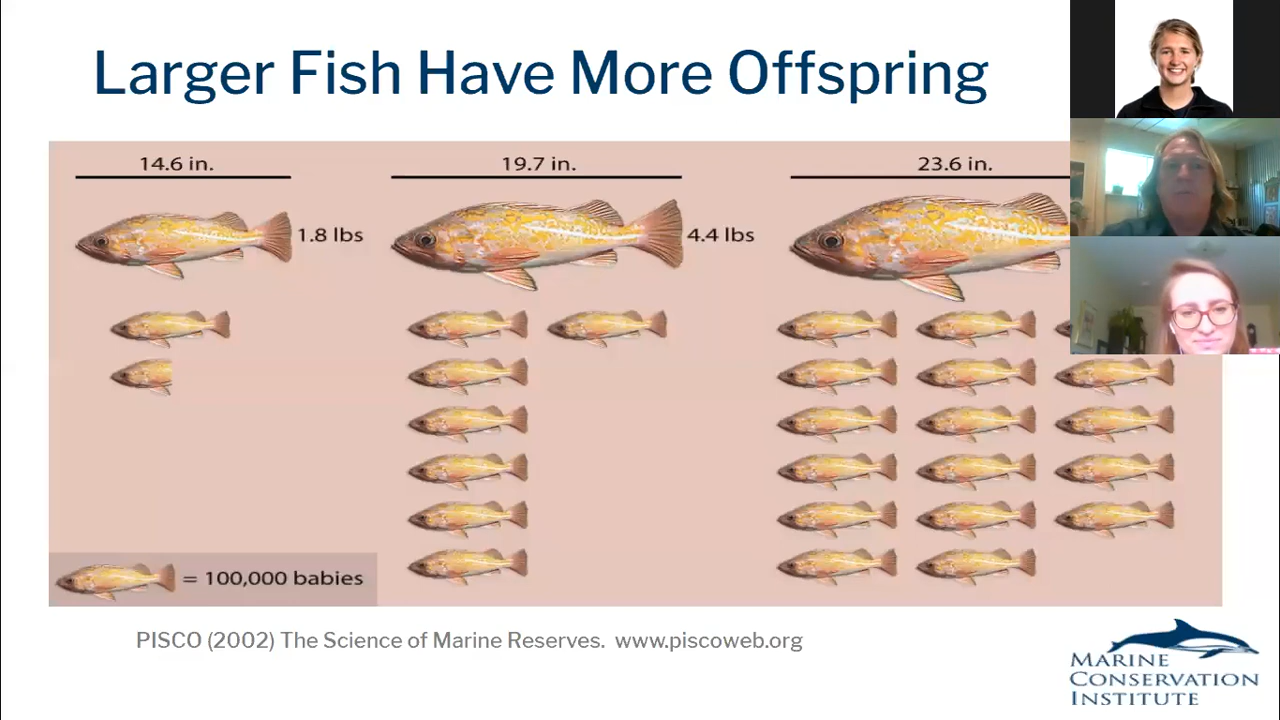 Larger Fish Have More Offspring
14.6 in.
19.7 in.
23.6 in.
1.8 lbs
4.4 lbs
= 100,000 babies
PISCO (2002) The Science of Marine Reserves. www.piscoweb.org
MARINE
CONSERVATION
INSTITUTE